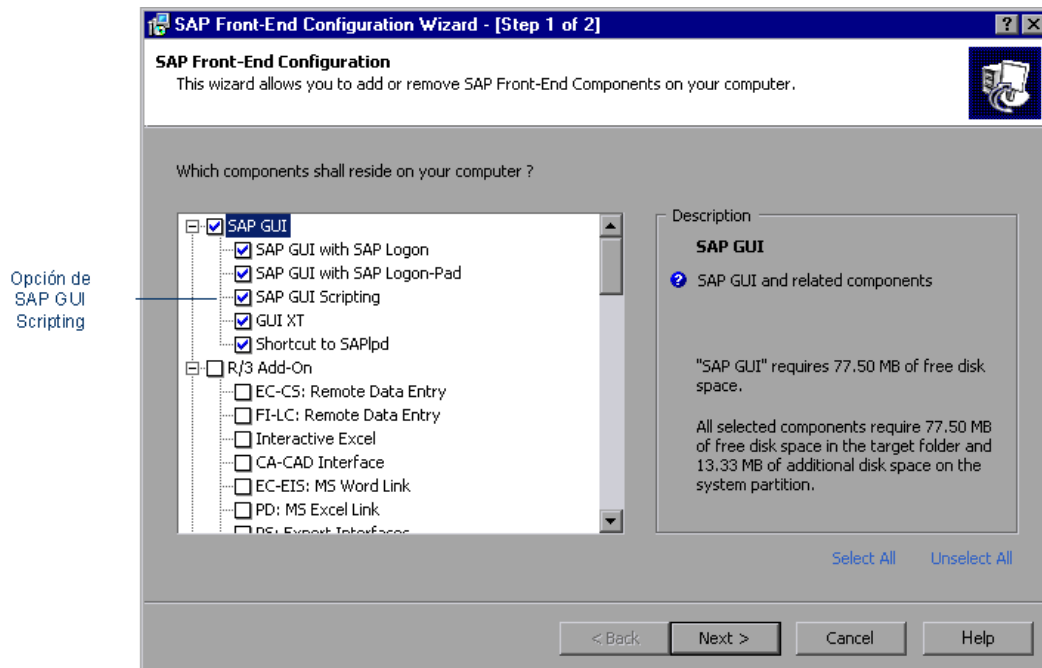 SAP Front-End Configuration Wizard - [Step 1 of 2]
SAP Front-End Configuration
This wizard allows you to add or remove SAP Front-End Components on your computer.
Which components shall reside on your computer ?
SAP GUI
SAP GUI with SAP Logon
SAP GUI with SAP Logon-Pad
SAP GUI Scripting
GUI XT
Shortcut to SAPlpd
R/3 Add-On
EC-CS: Remote Data Entry
FI-LC: Remote Data Entry
Interactive Excel
CA-CAD Interface
EC-EIS: MS Word Link
PD: MS Excel Link
PS: Export Interfaces
Opción de
SAP GUI
Scripting
Description
SAP GUI
SAP GUI and related components
"SAP GUI" requires 77.50 MB of free disk
space.
All selected components require 77.50 MB
of free disk space in the target folder and
13.33 MB of additional disk space on the
system partition.
Select All
Unselect All
< Back
Next >
Cancel
Help